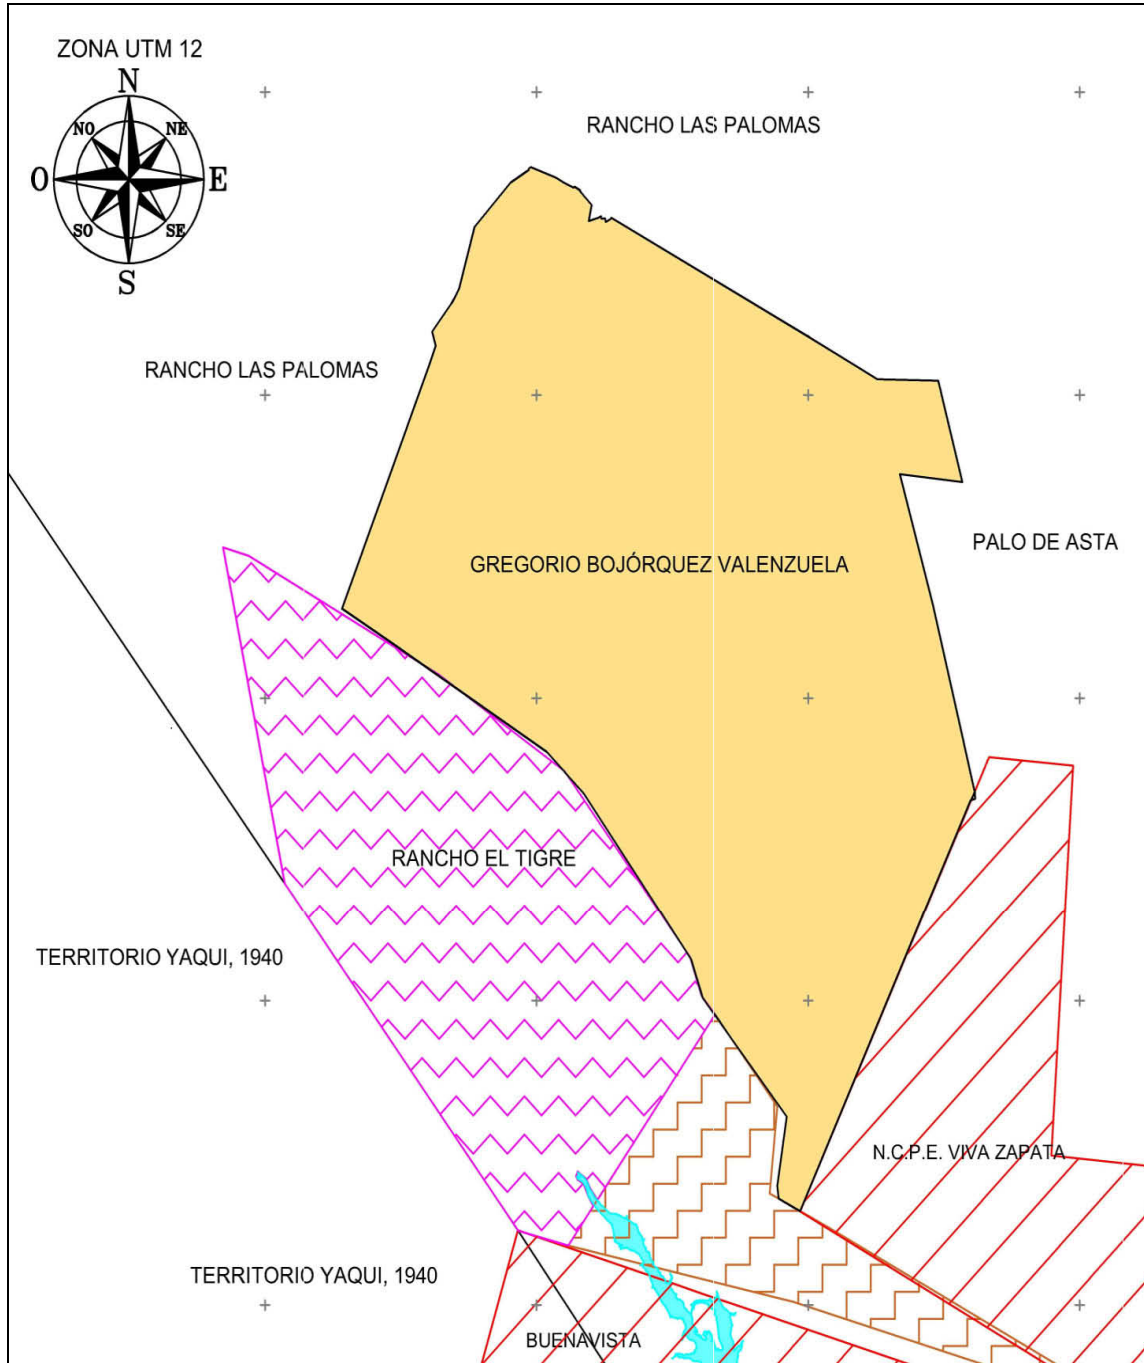 ZONA UTM 12
N
NO
NE
O
E
SO
SE
S
RANCHO LAS PALOMAS
RANCHO LAS PALOMAS
PALO DE ASTA
GREGORIO BOJÓRQUEZ VALENZUELA
RANCHO EL TIGRE
TERRITORIO YAQUI, 1940
N.C.P.E. VIVA ZAPATA
TERRITORIO YAQUI, 1940
BUENAVISTA